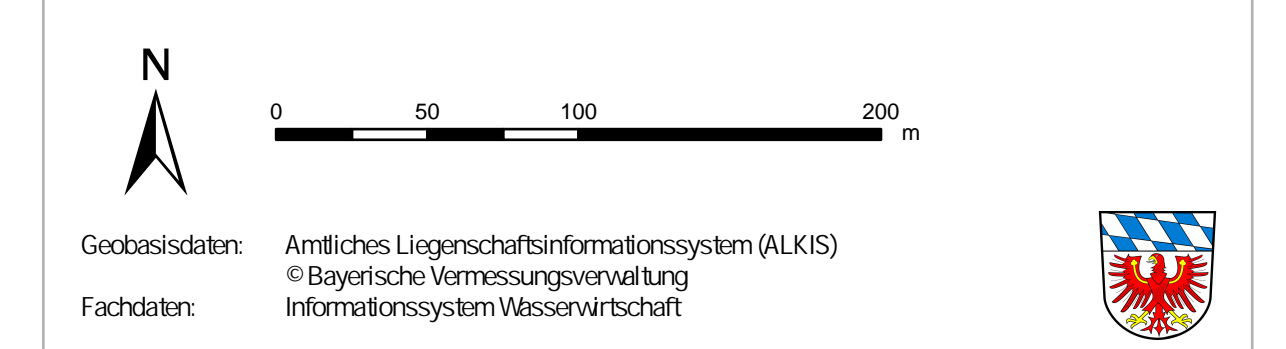 N
0 50 100 200
m
Geobasisdaten: Amtliches Liegenschaftsinformationssystem (ALKIS)
© Bayerische Vermessungsverwaltung
Fachdaten: Informationssystem Wasserwirtschaft